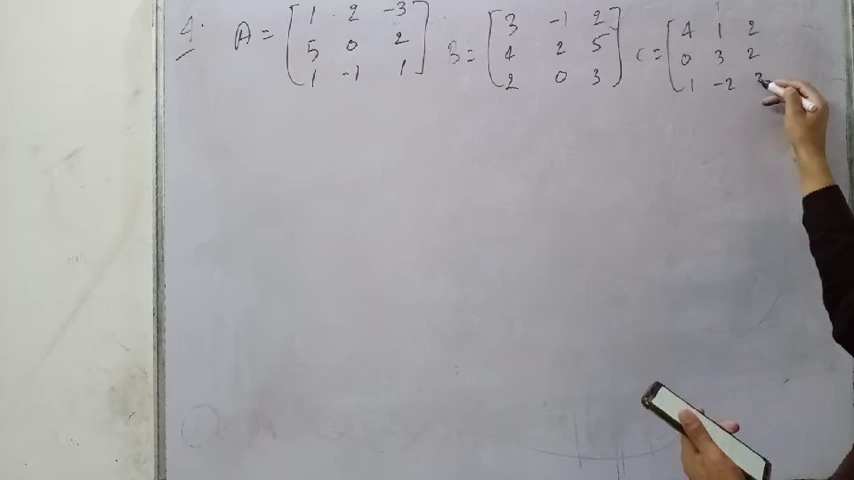 4. A = [ 1 2 -3 ] B = [ 3 -1 2 ] C = [ 4 1 2
5 0 2 4 2 5 0 3 2
1 -1 1 2 0 3 1 -2 3